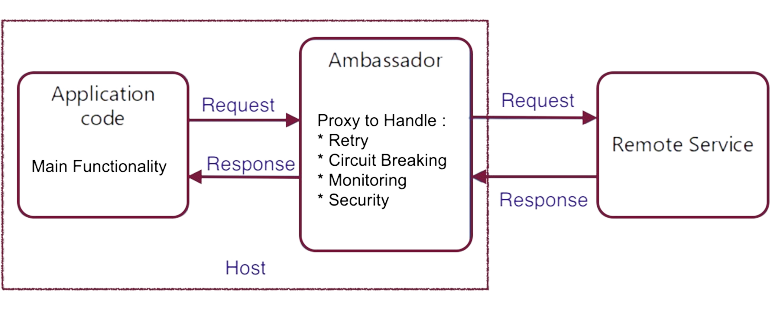 Application
code
Main Functionality
Request
Response
Ambassador
Proxy to Handle :
* Retry
* Circuit Breaking
* Monitoring
* Security
Request
Response
Remote Service
Host